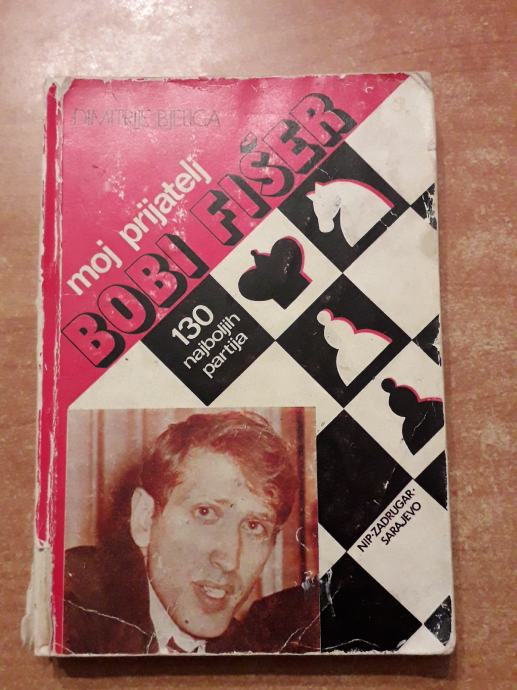 DIMITRIJE BJELICA
moj prijatelj
BOBI FIŠER
130
najboljih
partija
NIP·ZADRUGAR·
SARAJEVO